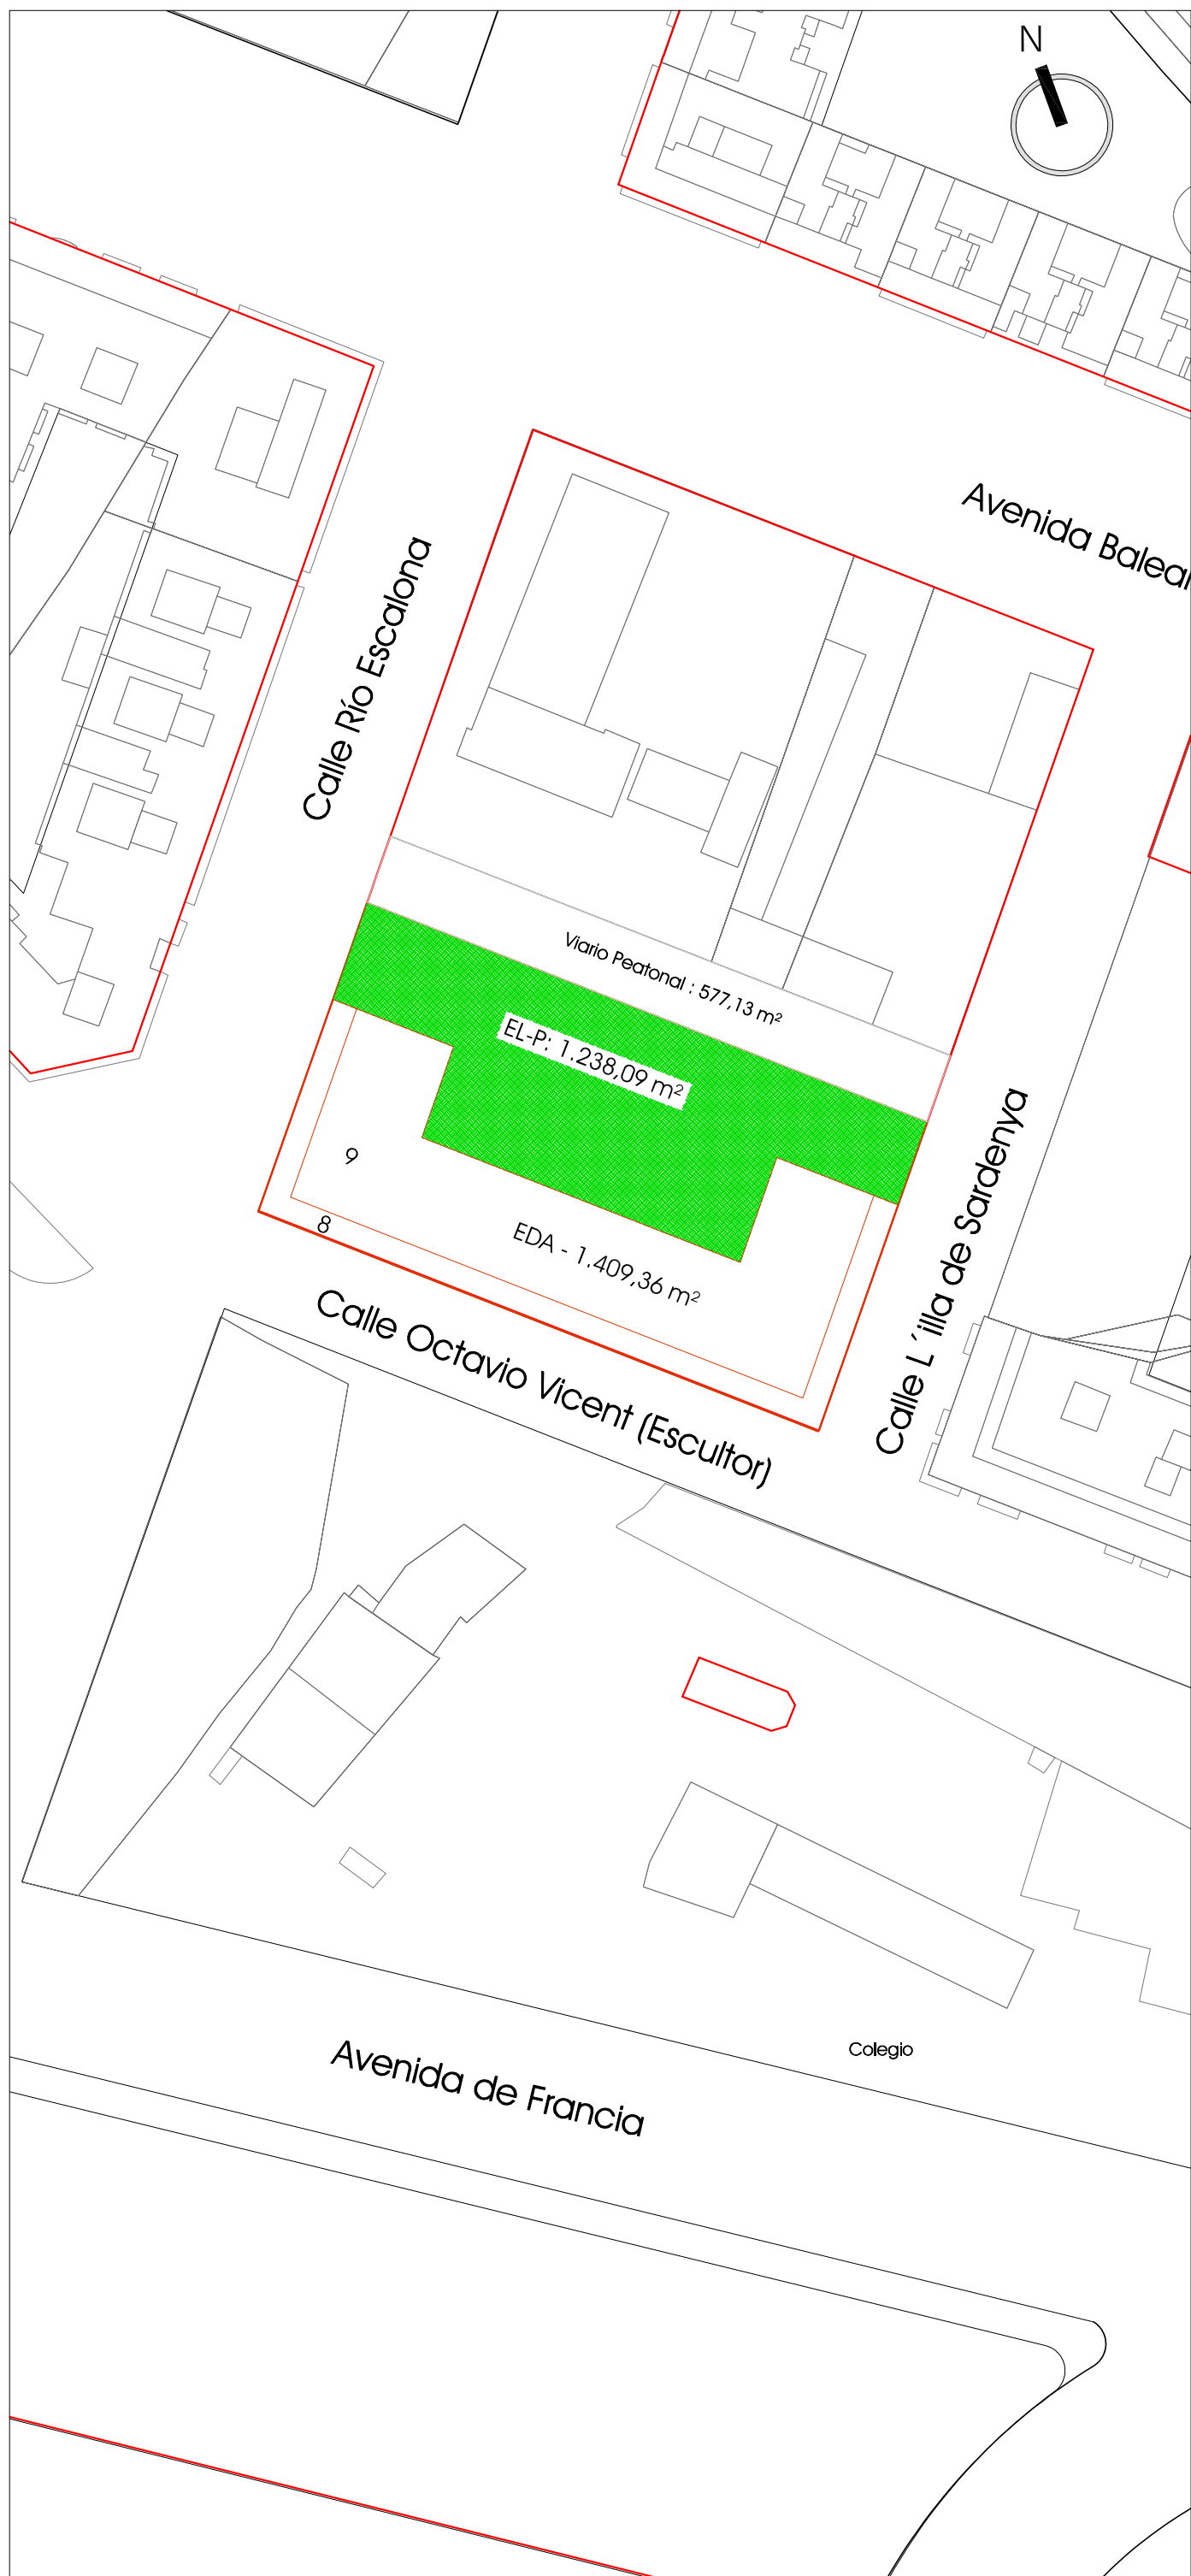 N
Avenida Balear
Calle Río Escalona
Viario Peatonal : 577,13 m²
EL-P: 1.238,09 m²
9
8
EDA - 1.409,36 m²
Calle L´illa de Sardenya
Calle Octavio Vicent (Escultor)
Colegio
Avenida de Francia